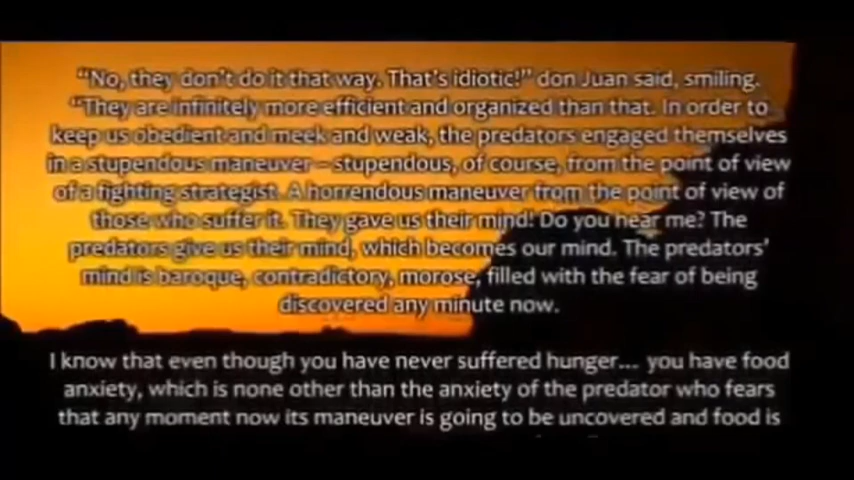 "No, they don't do it that way. That's idiotic!" don Juan said, smiling.
"They are infinitely more efficient and organized than that. In order to
keep us obedient and meek and weak, the predators engaged themselves
in a stupendous maneuver – stupendous, of course, from the point of view
of a fighting strategist. A horrendous maneuver from the point of view of
those who suffer it. They gave us their mind! Do you hear me? The
predators give us their mind, which becomes our mind. The predators'
mind is baroque, contradictory, morose, filled with the fear of being
discovered any minute now.
I know that even though you have never suffered hunger... you have food
anxiety, which is none other than the anxiety of the predator who fears
that any moment now its maneuver is going to be uncovered and food is